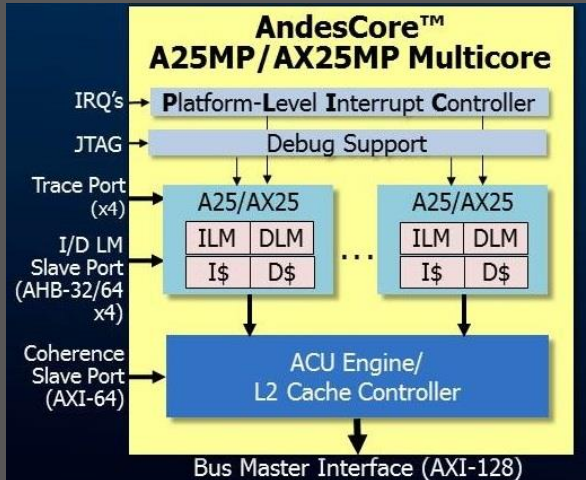 AndesCore™
A25MP/AX25MP Multicore
IRQ's
Platform-Level Interrupt Controller
JTAG
Debug Support
Trace Port
(x4)
A25/AX25
ILM DLM
I$ D$
...
A25/AX25
ILM DLM
I$ D$
I/D LM
Slave Port
(AHB-32/64
x4)
Coherence
Slave Port
(AXI-64)
ACU Engine/
L2 Cache Controller
Bus Master Interface (AXI-128)